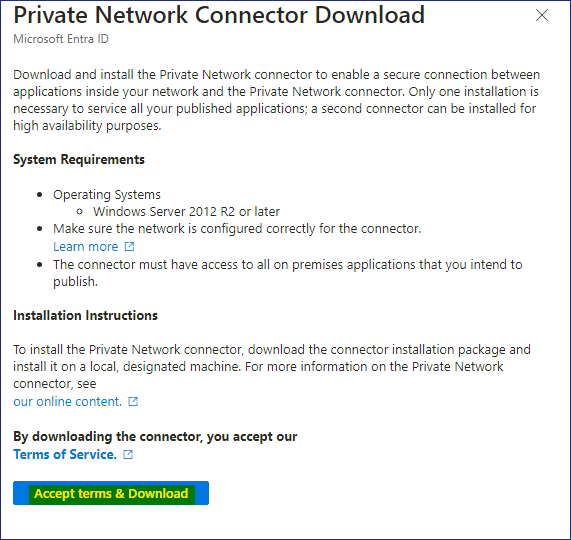 Private Network Connector Download
Microsoft Entra ID
Download and install the Private Network connector to enable a secure connection between
applications inside your network and the Private Network connector. Only one installation is
necessary to service all your published applications; a second connector can be installed for
high availability purposes.
System Requirements
Operating Systems
Windows Server 2012 R2 or later
Make sure the network is configured correctly for the connector.
Learn more
The connector must have access to all on premises applications that you intend to
publish.
Installation Instructions
To install the Private Network connector, download the connector installation package and
install it on a local, designated machine. For more information on the Private Network
connector, see
our online content.
By downloading the connector, you accept our
Terms of Service.
Accept terms & Download